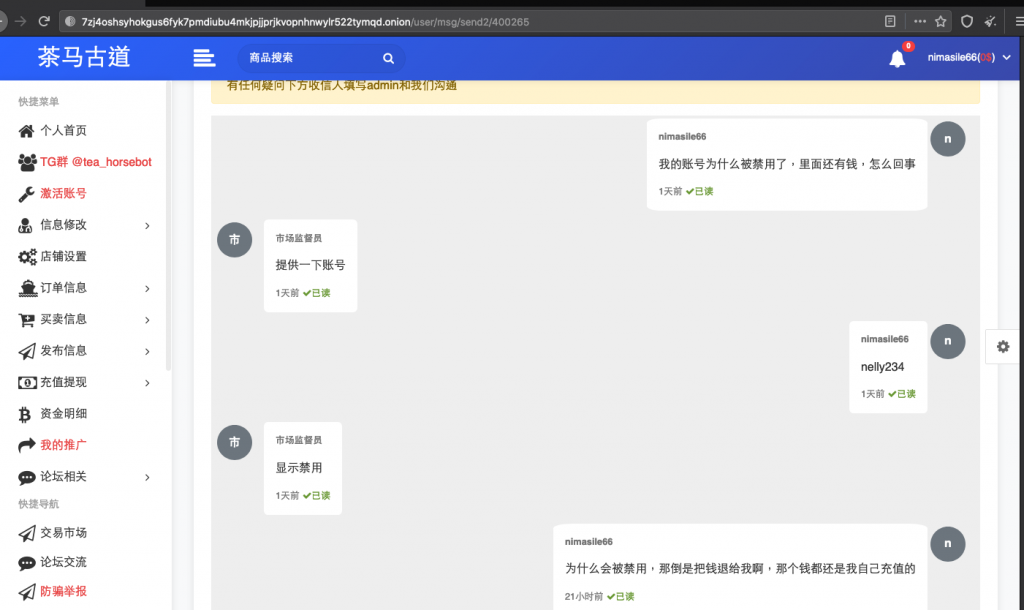 7zj4oshsyhokgus6fyk7pmdiubu4mkjpjjprjkvopnhnwylr522tymqd.onion/user/msg/send2/400265
茶马古道
商品搜索
0
nimasile66(0$)
快捷菜单
个人首页
TG群 @tea_horsebot
激活账号
信息修改
店铺设置
订单信息
买卖信息
发布信息
充值提现
资金明细
我的推广
论坛相关
快捷导航
交易市场
论坛交流
防骗举报
有任何疑问下方收信人填写admin和我们沟通
nimasile66
n
我的账号为什么被禁用了，里面还有钱，怎么回事
1天前 ✔已读
市
市场监督员
提供一下账号
1天前 ✔已读
nimasile66
n
nelly234
1天前 ✔已读
市
市场监督员
显示禁用
1天前 ✔已读
nimasile66
n
为什么会被禁用，那倒是把钱退给我啊，那个钱都还是我自己充值的
21小时前 ✔已读